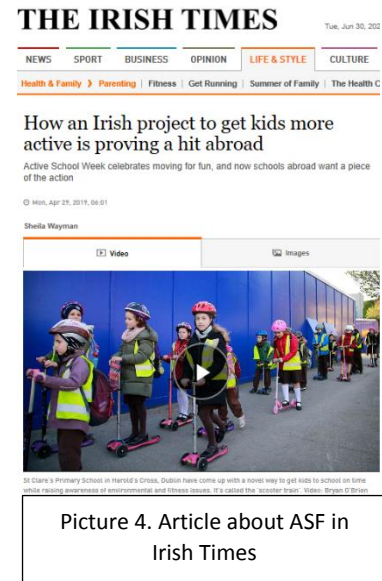 THE IRISH TIMES
Tue, Jun 30, 202
NEWS SPORT BUSINESS OPINION LIFE & STYLE CULTURE
Health & Family ❯ Parenting | Fitness | Get Running | Summer of Family | The Health C
How an Irish project to get kids more
active is proving a hit abroad
Active School Week celebrates moving for fun, and now schools abroad want a piece
of the action
Mon, Apr 29, 2019, 06:01
Sheila Wayman
Video Images
St Clare's Primary School in Harold's Cross, Dublin have come up with a novel way to get kids to school on time
while raising awareness of environmental and fitness issues. It's called the 'scooter train'. Video: Bryan O'Brien
Picture 4. Article about ASF in
Irish Times